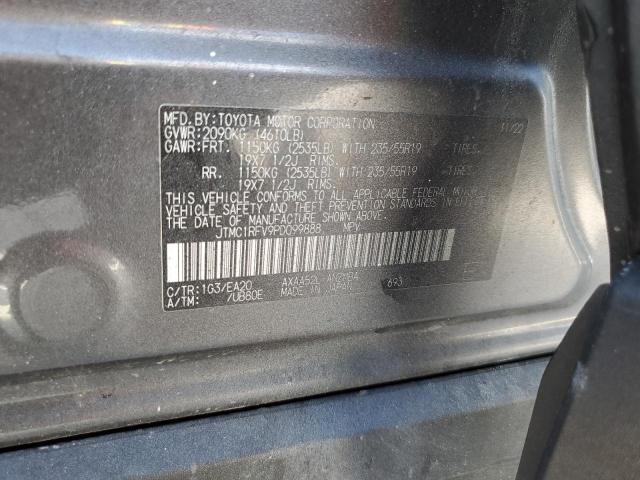 MFD.BY:TOYOTA MOTOR CORPORATION 11/22
GVWR:2090KG (4610LB)
GAWR:FRT. 1150KG (2535LB) WITH 235/55R19 TIRES,
19X7 1/2J RIMS.
RR. 1150KG (2535LB) WITH 235/55R19 TIRES,
19X7 1/2J RIMS.
THIS VEHICLE CONFORMS TO ALL APPLICABLE FEDERAL MOTOR
VEHICLE SAFETY AND THEFT PREVENTION STANDARDS IN EFFECT ON
THE DATE OF MANUFACTURE SHOWN ABOVE.
JTMC1RFV9PD099888 MPV
C/TR:1G3/EA20 AXAA52L 693
A/TM: /UB80E MADE IN JAPAN